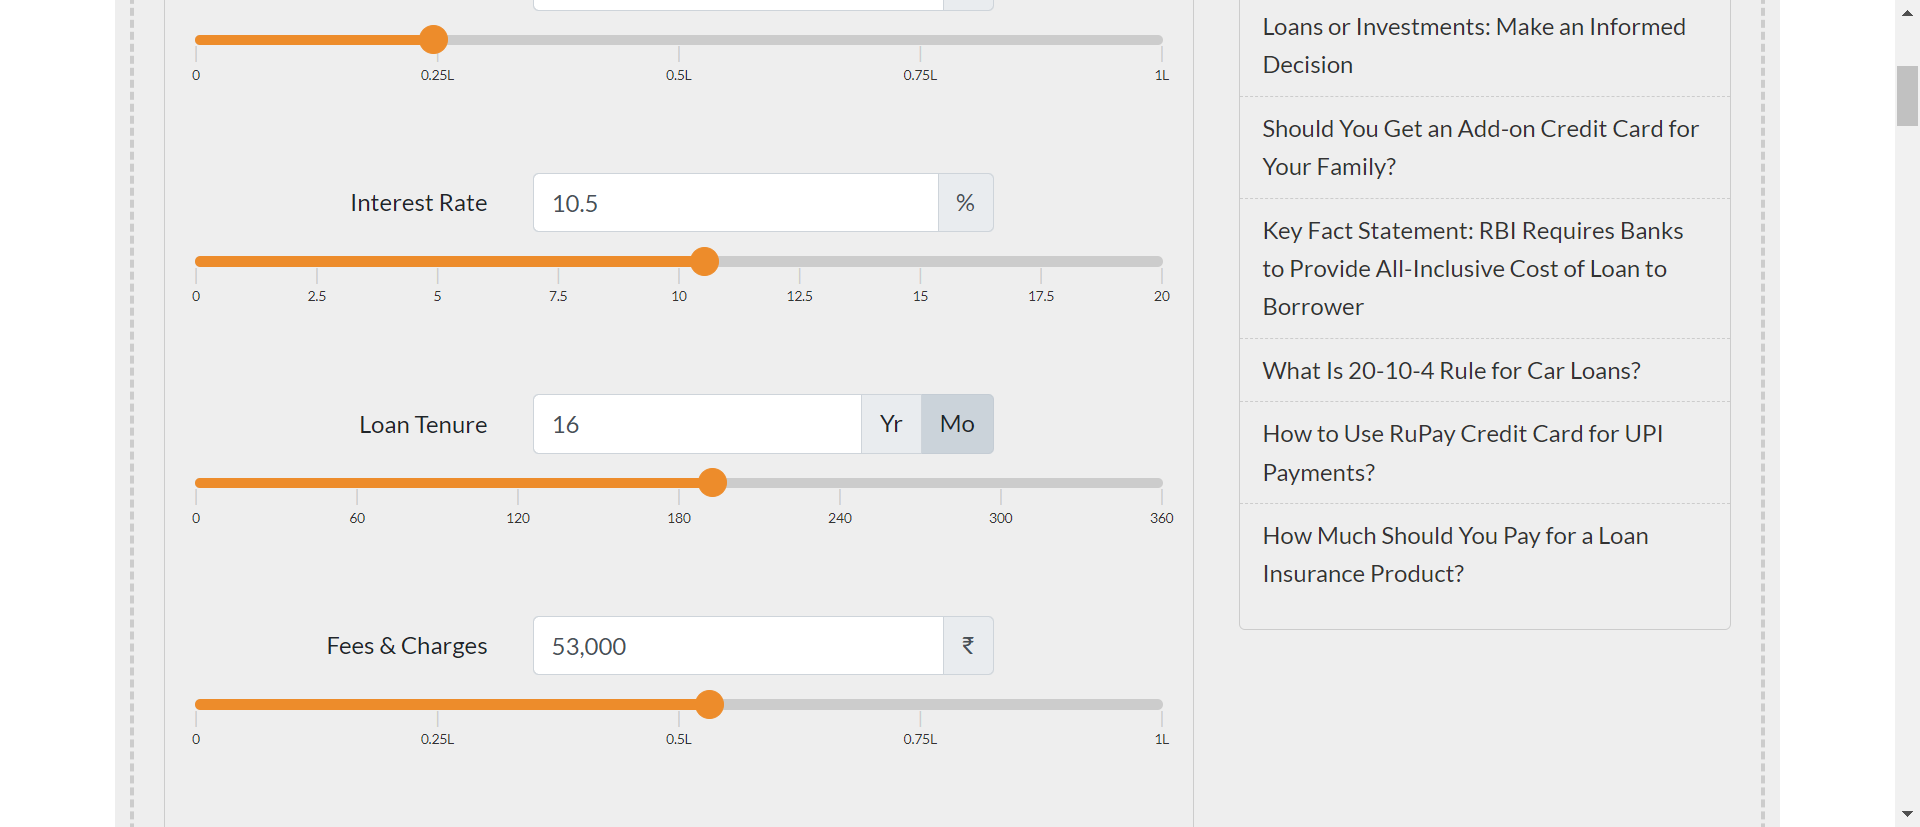 0 0.25L 0.5L 0.75L 1L
Interest Rate 10.5 %
0 2.5 5 7.5 10 12.5 15 17.5 20
Loan Tenure 16 Yr Mo
0 60 120 180 240 300 360
Fees & Charges 53,000 ₹
0 0.25L 0.5L 0.75L 1L
Loans or Investments: Make an Informed
Decision
Should You Get an Add-on Credit Card for
Your Family?
Key Fact Statement: RBI Requires Banks
to Provide All-Inclusive Cost of Loan to
Borrower
What Is 20-10-4 Rule for Car Loans?
How to Use RuPay Credit Card for UPI
Payments?
How Much Should You Pay for a Loan
Insurance Product?